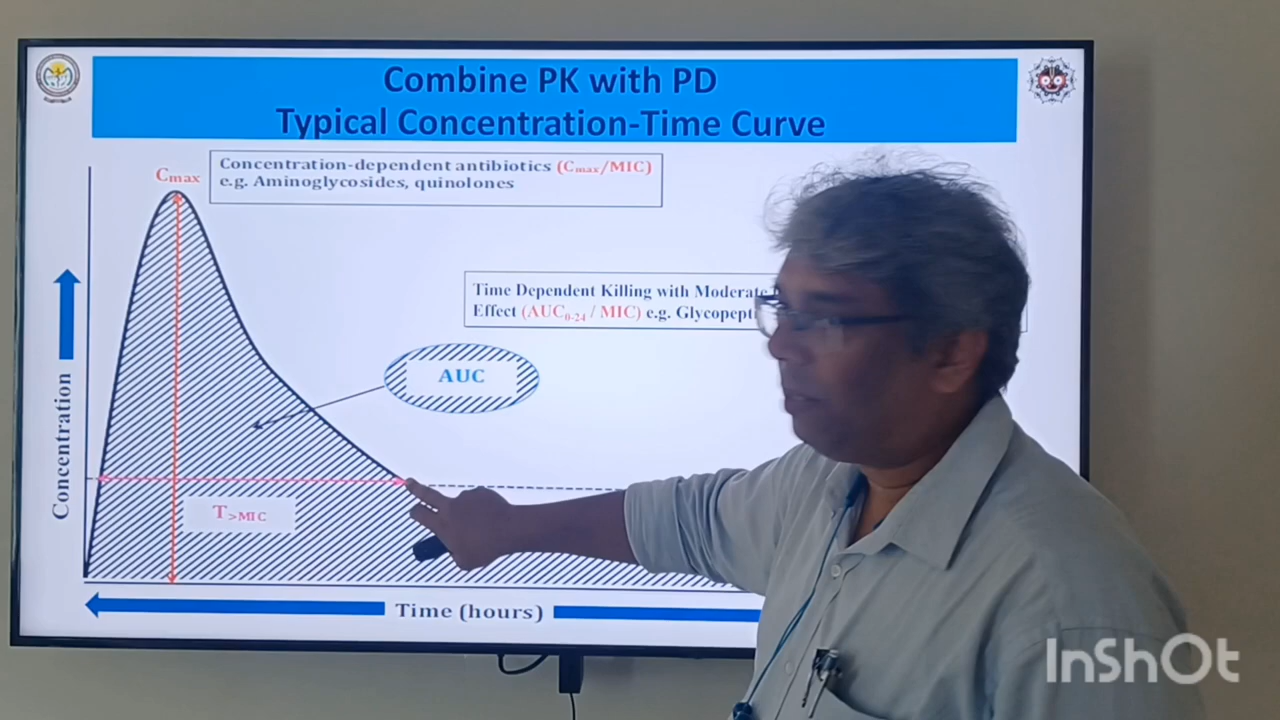 Combine PK with PD
Typical Concentration-Time Curve
Cmax
Concentration-dependent antibiotics (Cmax/MIC)
e.g. Aminoglycosides, quinolones
Time Dependent Killing with Moderate
Effect (AUC0-24 / MIC) e.g.
AUC
T>MIC
Concentration
Time (hours)
InShOt